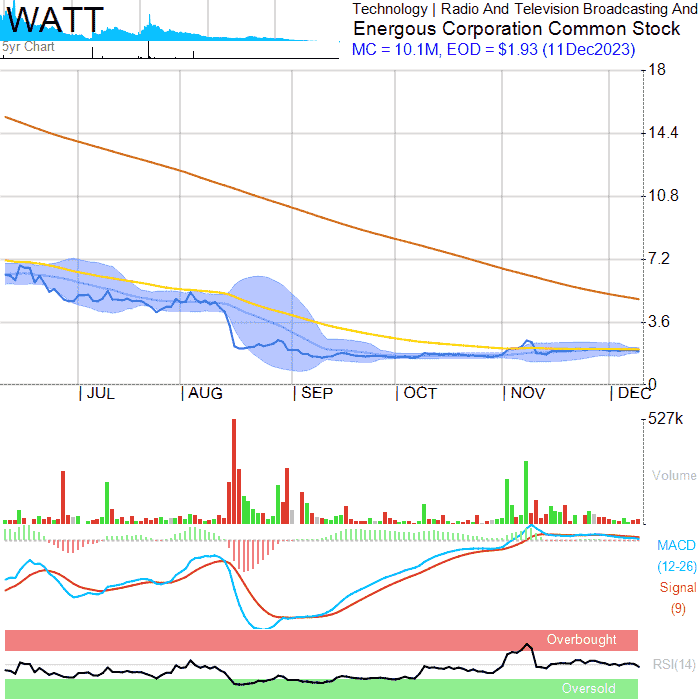 WATT
5yr Chart
Technology | Radio And Television Broadcasting And
Energous Corporation Common Stock
MC = 10.1M, EOD = $1.93 (11Dec2023)
18
14.4
10.8
7.2
3.6
0
| JUL | AUG | SEP | OCT | NOV | DEC
527k
Volume
MACD
(12-26)
Signal
(9)
Overbought
RSI(14)
Oversold